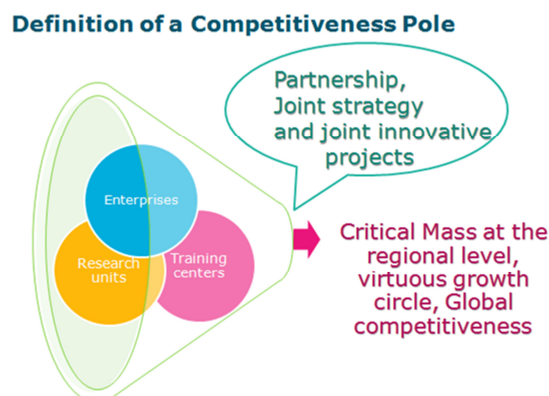 Definition of a Competitiveness Pole
Partnership,
Joint strategy
and joint innovative
projects
Enterprises
Research
units
Training
centers
Critical Mass at the
regional level,
virtuous growth
circle, Global
competitiveness